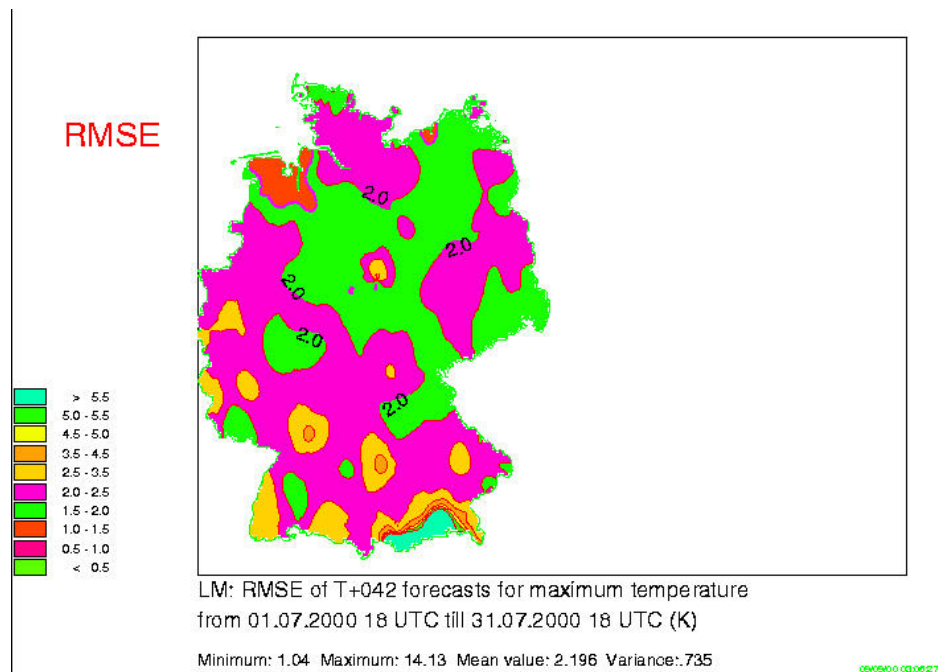 RMSE
2.0
2.0
2.0
2.0
2.0
> 5.5
5.0 - 5.5
4.5 - 5.0
3.5 - 4.5
2.5 - 3.5
2.0 - 2.5
1.5 - 2.0
1.0 - 1.5
0.5 - 1.0
< 0.5
LM: RMSE of T+042 forecasts for maximum temperature
from 01.07.2000 18 UTC till 31.07.2000 18 UTC (K)
Minimum: 1.04 Maximum: 14.13 Mean value: 2.196 Variance:.735